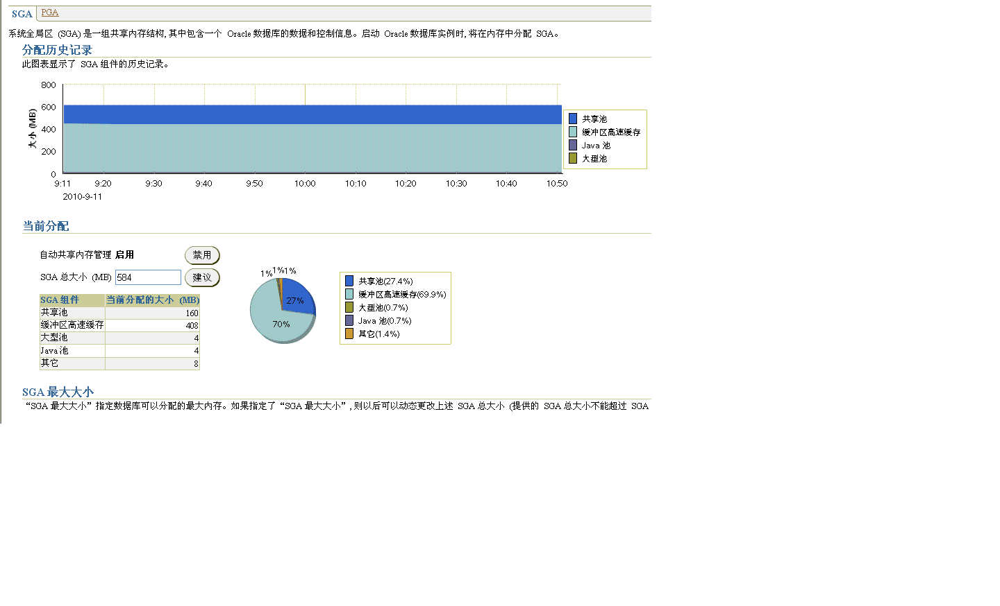 SGA PGA
系统全局区 (SGA) 是一组共享内存结构, 其中包含一个 Oracle 数据库的数据和控制信息。启动 Oracle 数据库实例时, 将在内存中分配 SGA。
分配历史记录
此图表显示了 SGA 组件的历史记录。
大小 (MB)
800
600
400
200
0
9:11 9:20 9:30 9:40 9:50 10:00 10:10 10:20 10:30 10:40 10:50
2010-9-11
共享池
缓冲区高速缓存
Java 池
大型池
当前分配
自动共享内存管理 启用 禁用
SGA 总大小 (MB) 584 建议
SGA 组件 当前分配的大小 (MB)
共享池 160
缓冲区高速缓存 408
大型池 4
Java 池 4
其它 8
1% 1% 1%
27%
70%
共享池(27.4%)
缓冲区高速缓存(69.9%)
大型池(0.7%)
Java 池(0.7%)
其它(1.4%)
SGA 最大大小
“SGA 最大大小”指定数据库可以分配的最大内存。如果指定了“SGA 最大大小”, 则以后可以动态更改上述 SGA 总大小 (提供的 SGA 总大小不能超过 SGA